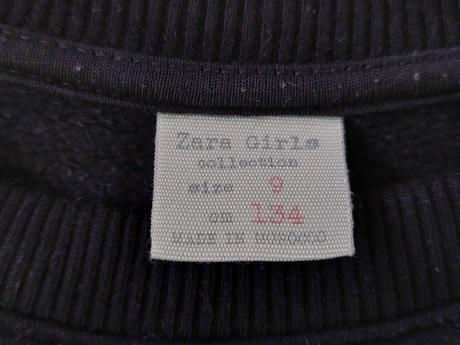 Zara Girls
collection
size 9
cm 134
MADE IN MOROCCO